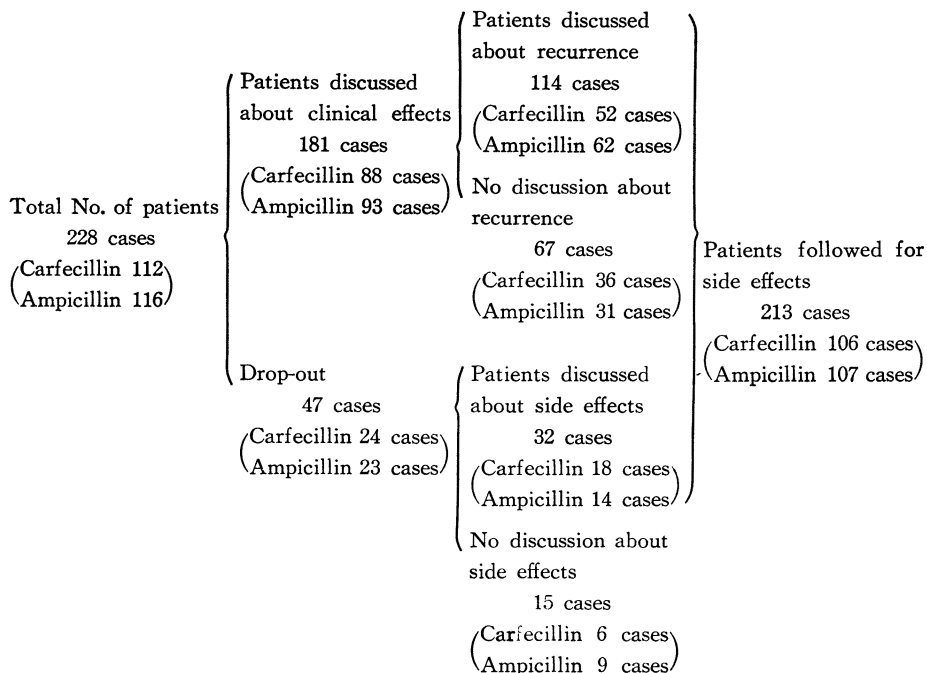 Total No. of patients
228 cases
(Carfecillin 112
Ampicillin 116)
Patients discussed
about clinical effects
181 cases
(Carfecillin 88 cases
Ampicillin 93 cases)
Patients discussed
about recurrence
114 cases
(Carfecillin 52 cases
Ampicillin 62 cases)
No discussion about
recurrence
67 cases
(Carfecillin 36 cases
Ampicillin 31 cases)
Drop-out
47 cases
(Carfecillin 24 cases
Ampicillin 23 cases)
Patients discussed
about side effects
32 cases
(Carfecillin 18 cases
Ampicillin 14 cases)
No discussion about
side effects
15 cases
(Carfecillin 6 cases
Ampicillin 9 cases)
Patients followed for
side effects
213 cases
(Carfecillin 106 cases
Ampicillin 107 cases)